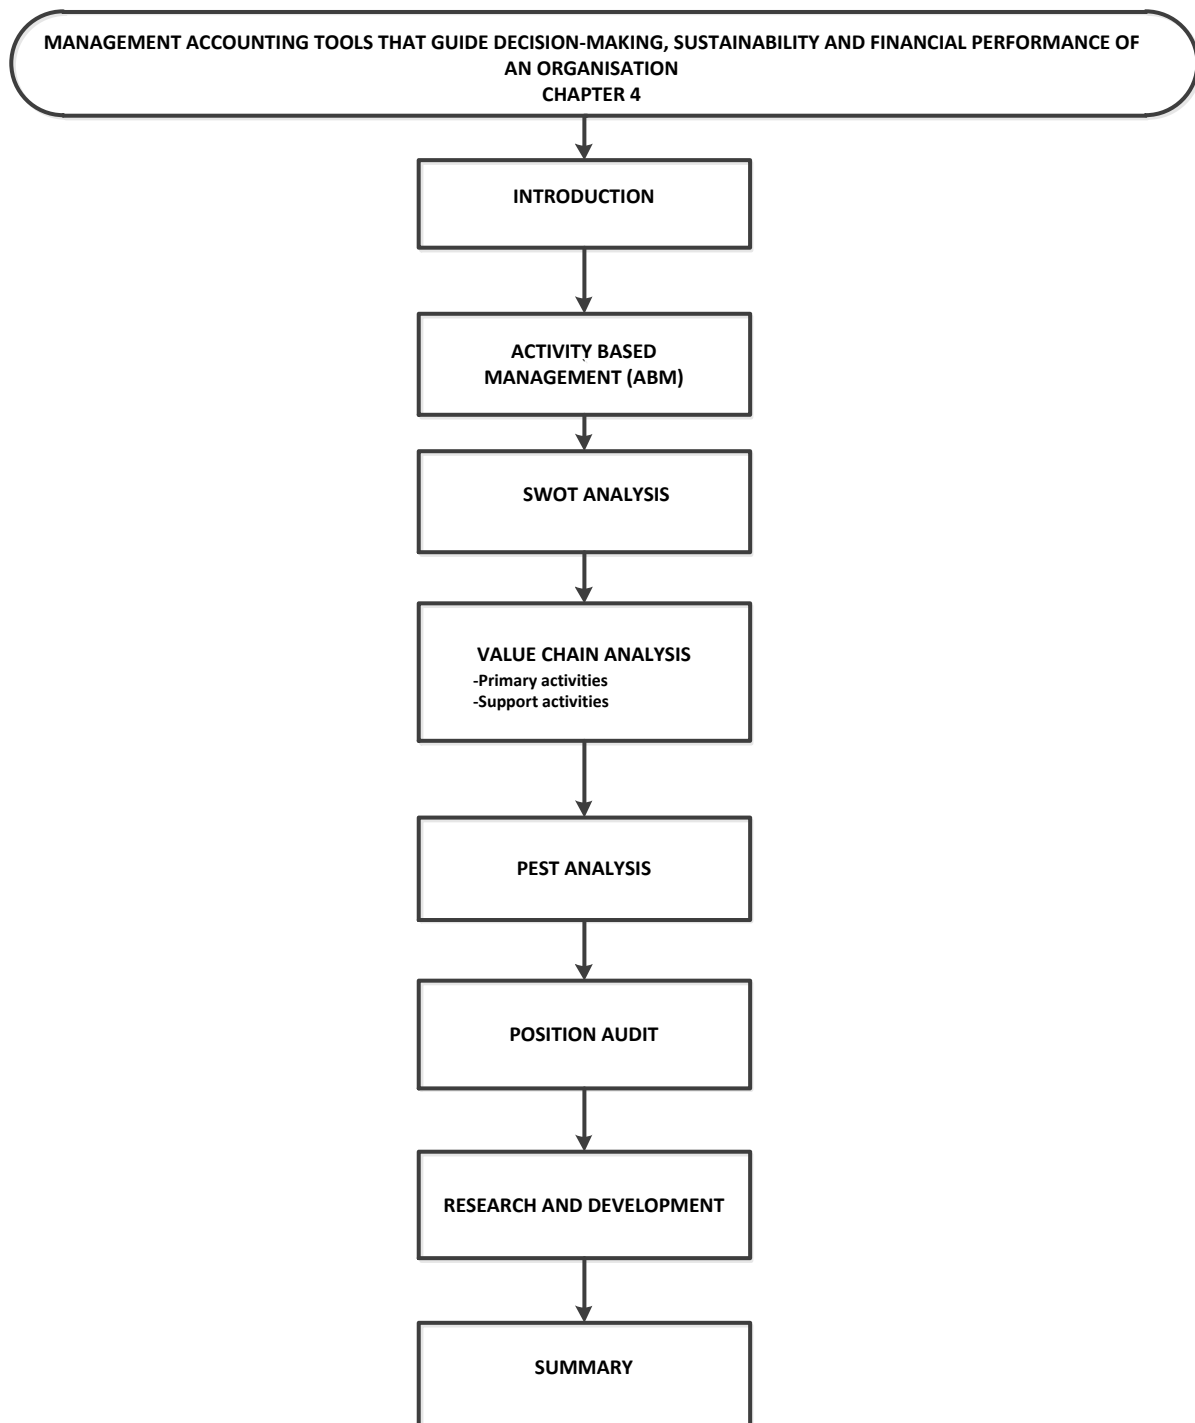 MANAGEMENT ACCOUNTING TOOLS THAT GUIDE DECISION-MAKING, SUSTAINABILITY AND FINANCIAL PERFORMANCE OF
AN ORGANISATION
CHAPTER 4
INTRODUCTION
ACTIVITY BASED
MANAGEMENT (ABM)
SWOT ANALYSIS
VALUE CHAIN ANALYSIS
-Primary activities
-Support activities
PEST ANALYSIS
POSITION AUDIT
RESEARCH AND DEVELOPMENT
SUMMARY